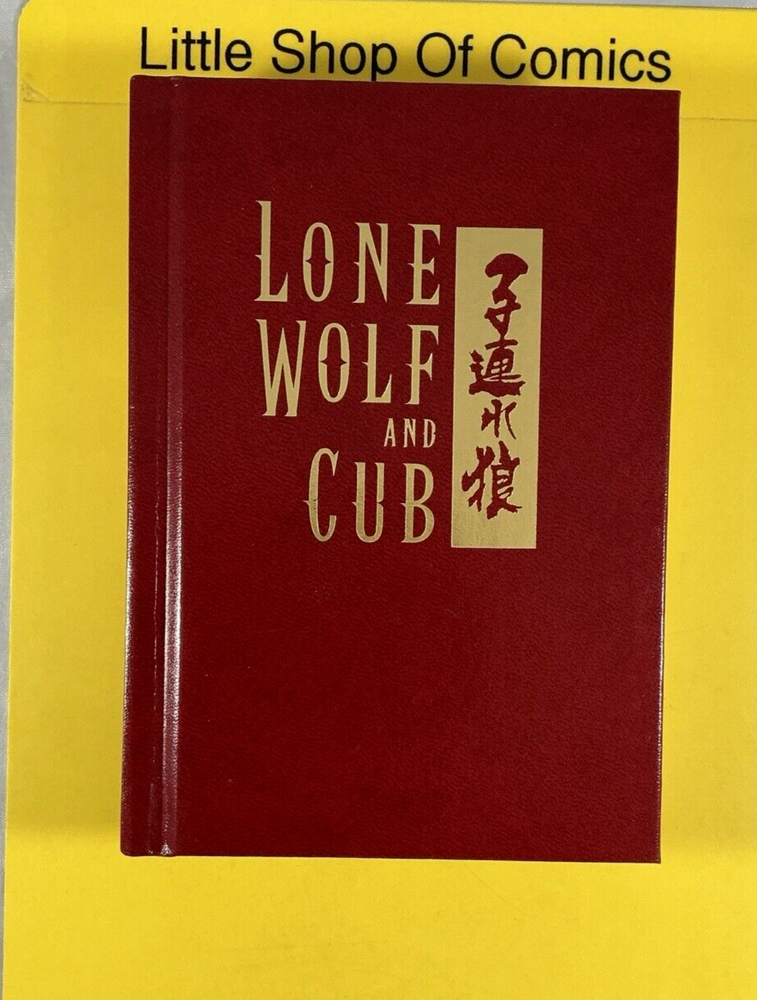 Little Shop Of Comics
LONE
WOLF
AND
CUB
子連れ狼